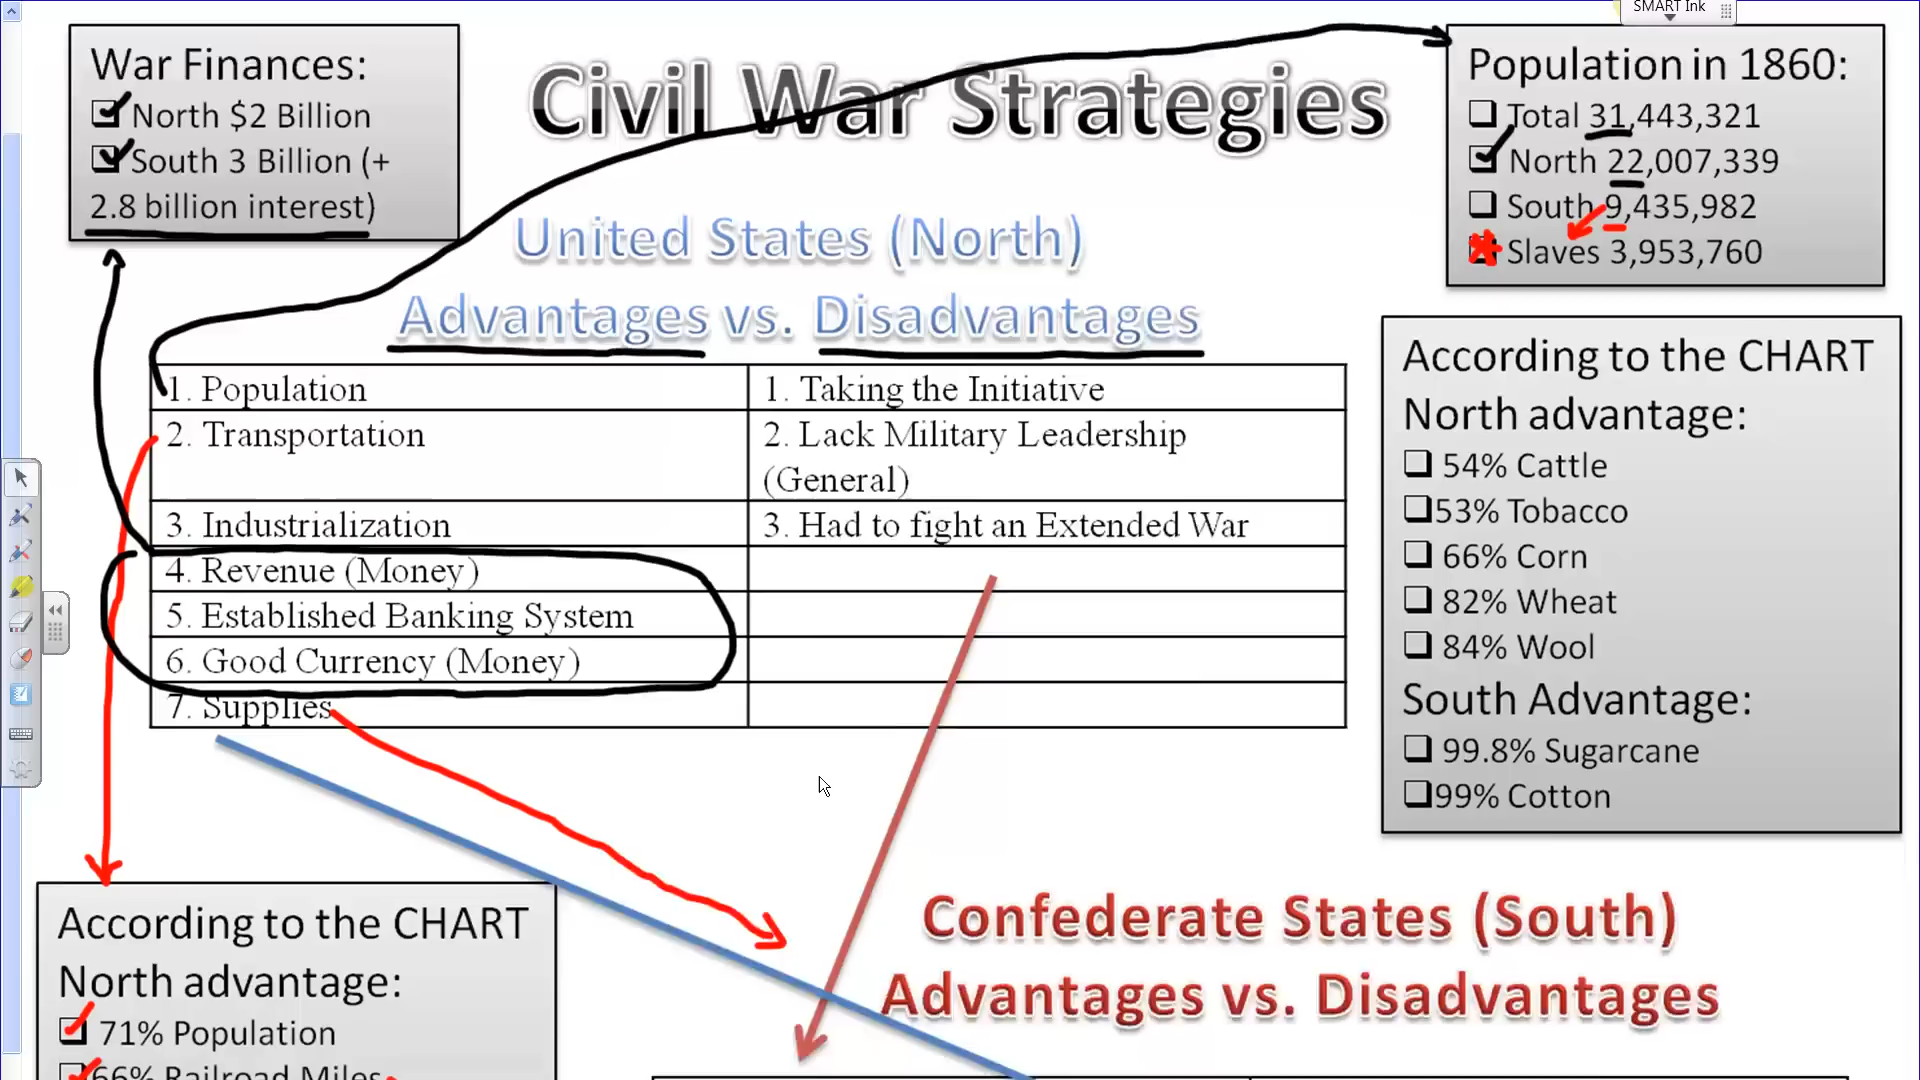 SMART Ink
War Finances:
North $2 Billion
South 3 Billion (+
2.8 billion interest)
Civil War Strategies
Population in 1860:
Total 31,443,321
North 22,007,339
South 9,435,982
Slaves 3,953,760
United States (North)
Advantages vs. Disadvantages
1. Population
1. Taking the Initiative
2. Transportation
2. Lack Military Leadership
(General)
3. Industrialization
3. Had to fight an Extended War
4. Revenue (Money)
5. Established Banking System
6. Good Currency (Money)
7. Supplies
According to the CHART
North advantage:
54% Cattle
53% Tobacco
66% Corn
82% Wheat
84% Wool
South Advantage:
99.8% Sugarcane
99% Cotton
According to the CHART
North advantage:
71% Population
66% Railroad Miles
Confederate States (South)
Advantages vs. Disadvantages